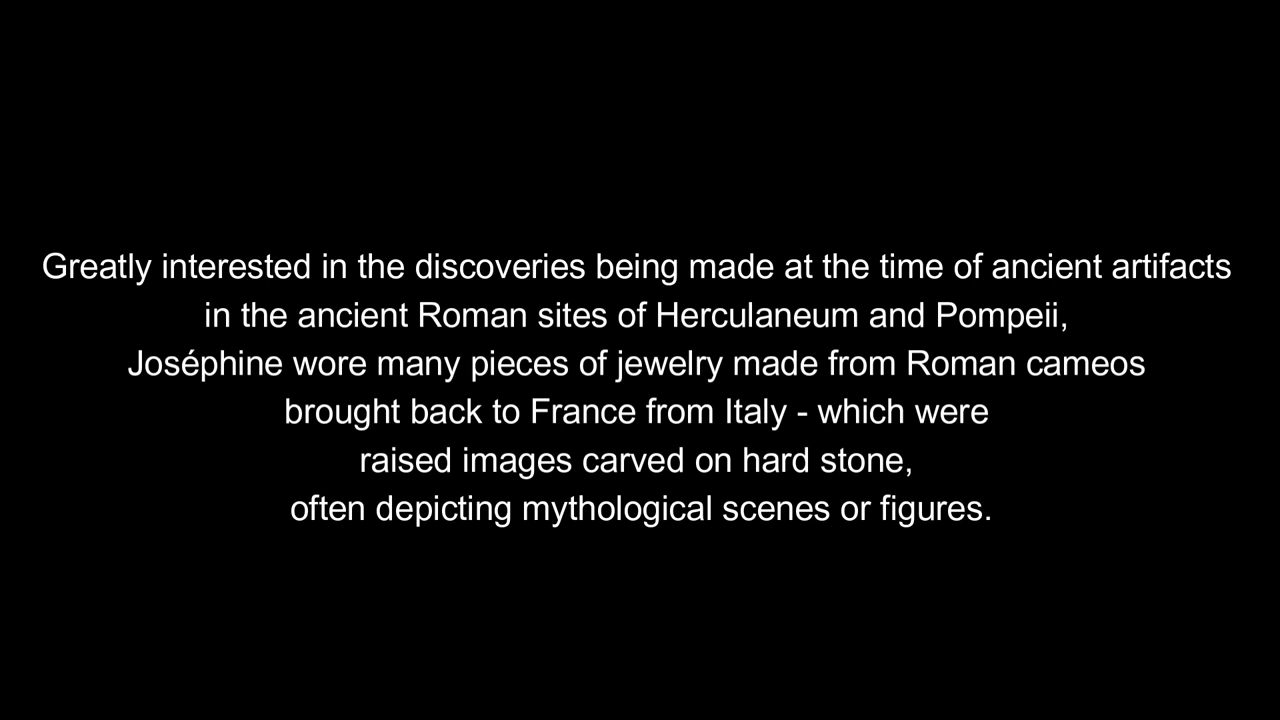 Greatly interested in the discoveries being made at the time of ancient artifacts
in the ancient Roman sites of Herculaneum and Pompeii,
Joséphine wore many pieces of jewelry made from Roman cameos
brought back to France from Italy - which were
raised images carved on hard stone,
often depicting mythological scenes or figures.